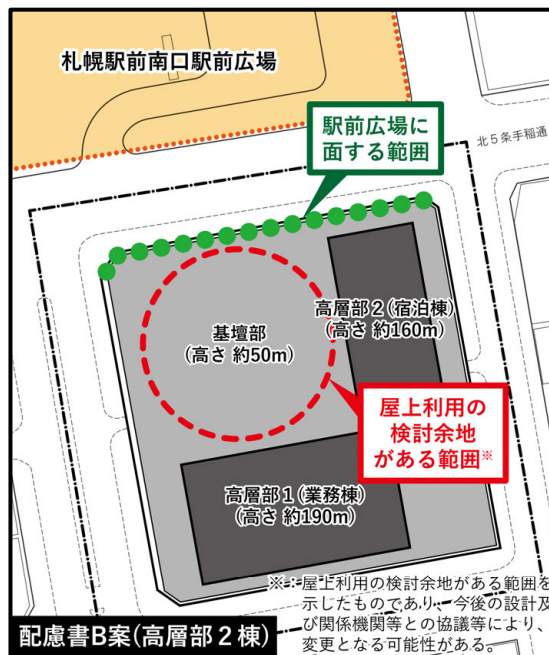 札幌駅前南口駅前広場
駅前広場に
面する範囲
北5条手稲通
基壇部
(高さ 約50m)
高層部2(宿泊棟)
(高さ 約160m)
屋上利用の
検討余地
がある範囲※
高層部1(業務棟)
(高さ 約190m)
※：屋上利用の検討余地がある範囲を
示したものであり、今後の設計及
び関係機関等との協議等により、
変更となる可能性がある。
配慮書B案(高層部2棟)